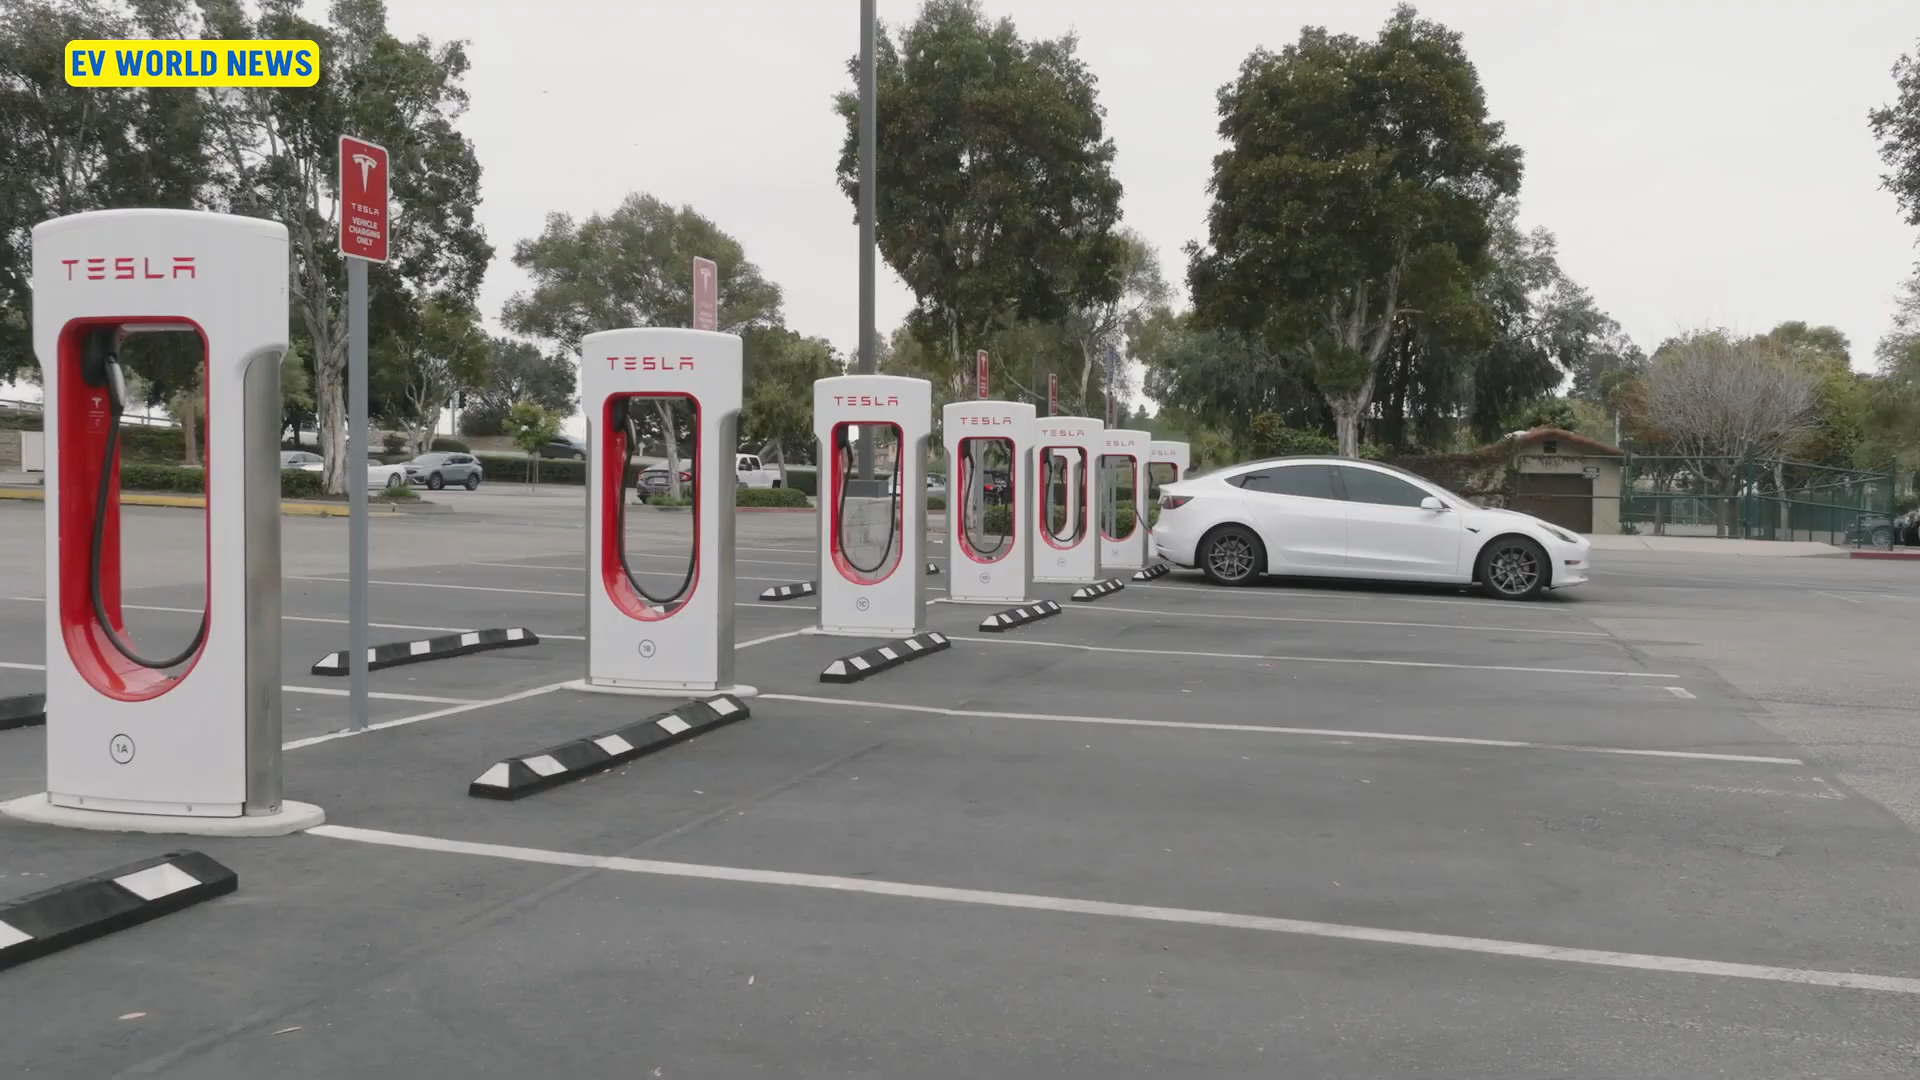 EV WORLD NEWS
TESLA
VEHICLE
CHARGING
ONLY
TESLA
1A
TESLA
1B
TESLA
1C
TESLA
TESLA
TESLA